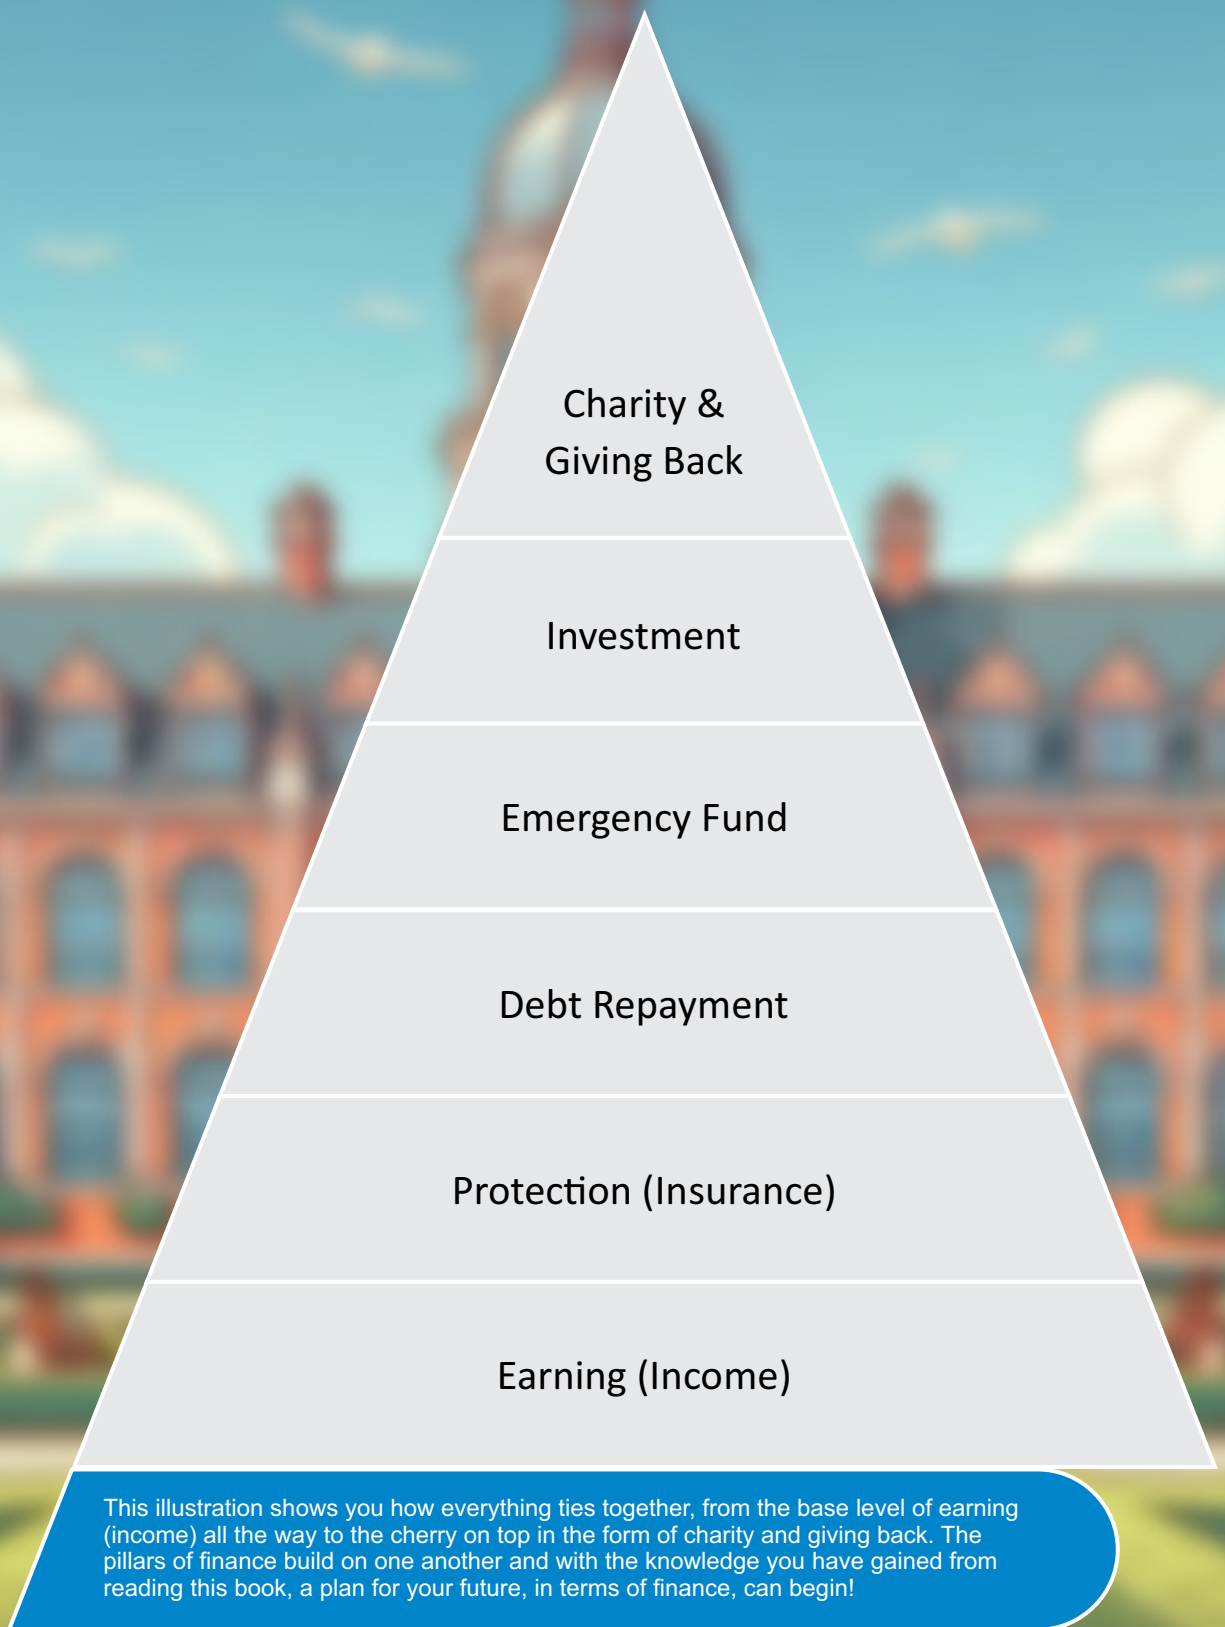 Charity &
Giving Back
Investment
Emergency Fund
Debt Repayment
Protection (Insurance)
Earning (Income)
This illustration shows you how everything ties together, from the base level of earning
(income) all the way to the cherry on top in the form of charity and giving back. The
pillars of finance build on one another and with the knowledge you have gained from
reading this book, a plan for your future, in terms of finance, can begin!